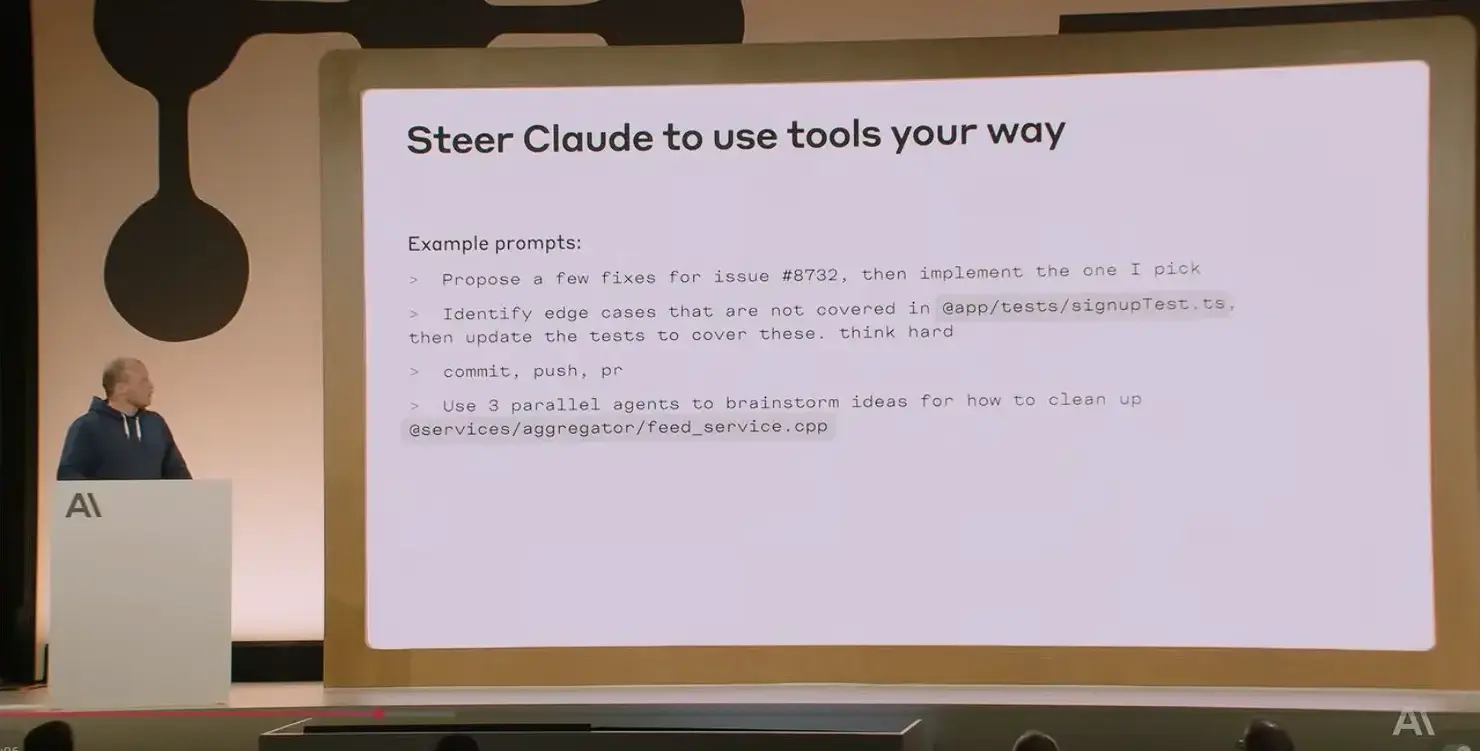 Steer Claude to use tools your way
Example prompts:
> Propose a few fixes for issue #8732, then implement the one I pick
> Identify edge cases that are not covered in @app/tests/signupTest.ts,
then update the tests to cover these. think hard
> commit, push, pr
> Use 3 parallel agents to brainstorm ideas for how to clean up
@services/aggregator/feed_service.cpp
A\
A\